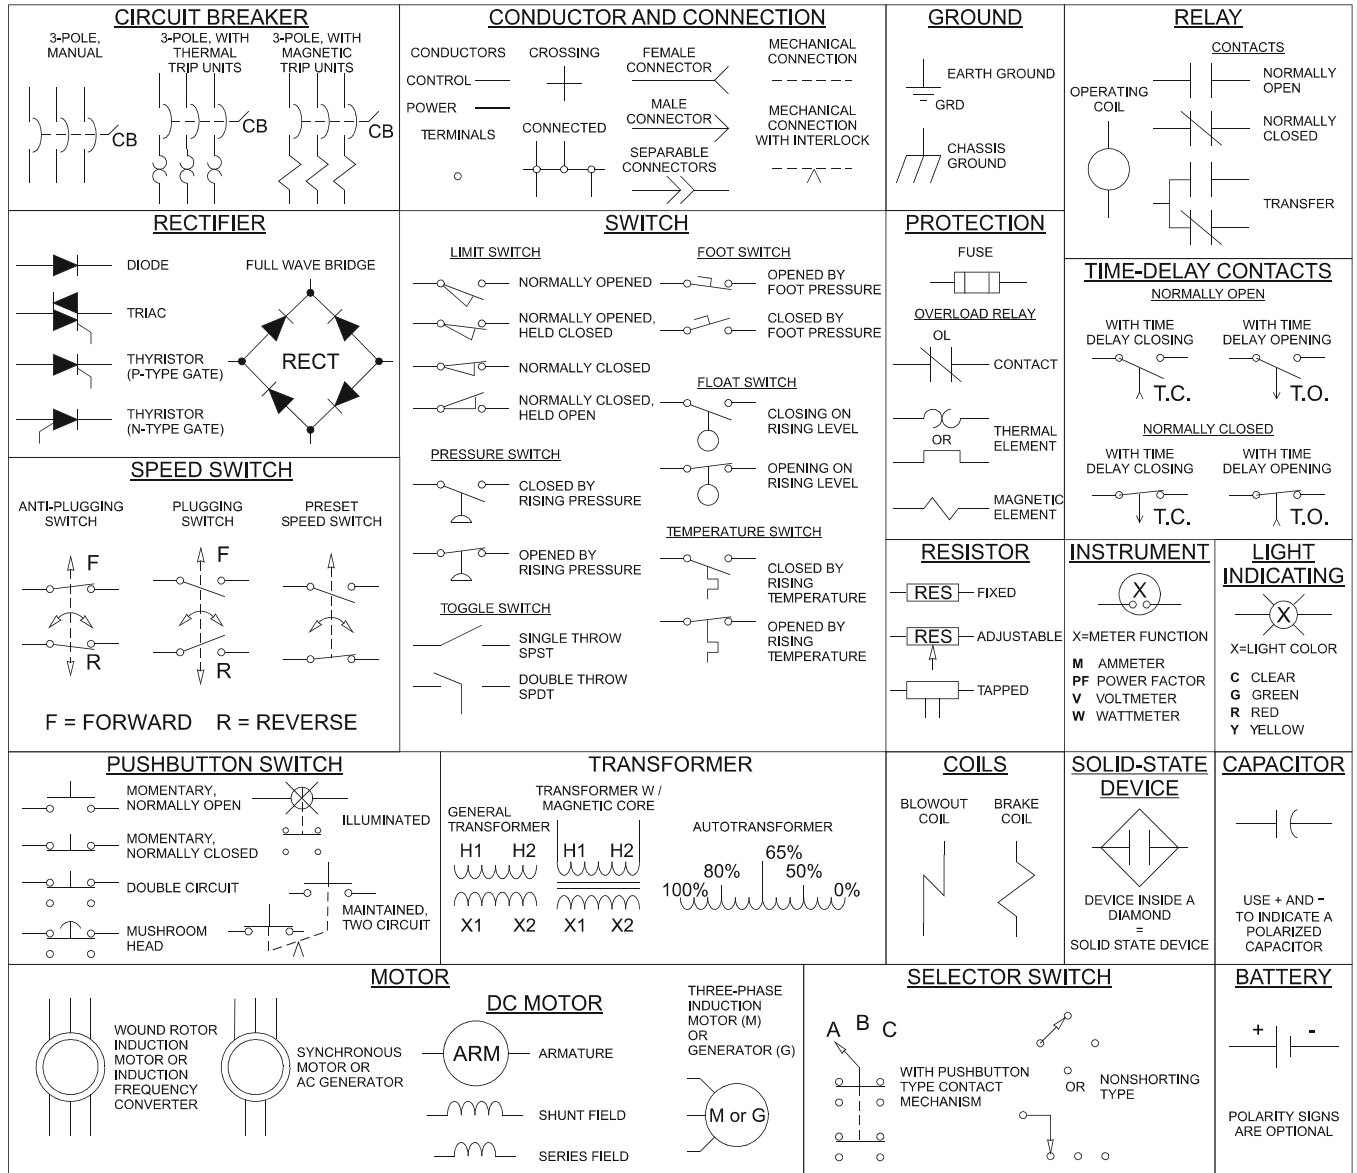 CIRCUIT BREAKER
3-POLE,
MANUAL
3-POLE, WITH
THERMAL
TRIP UNITS
3-POLE, WITH
MAGNETIC
TRIP UNITS
CB
CB
CB
CONDUCTOR AND CONNECTION
CONDUCTORS
CONTROL
POWER
TERMINALS
CROSSING
CONNECTED
FEMALE
CONNECTOR
MALE
CONNECTOR
SEPARABLE
CONNECTORS
MECHANICAL
CONNECTION
MECHANICAL
CONNECTION
WITH INTERLOCK
GROUND
EARTH GROUND
GRD
CHASSIS
GROUND
RELAY
CONTACTS
OPERATING
COIL
NORMALLY
OPEN
NORMALLY
CLOSED
TRANSFER
RECTIFIER
DIODE
TRIAC
THYRISTOR
(P-TYPE GATE)
THYRISTOR
(N-TYPE GATE)
FULL WAVE BRIDGE
RECT
SWITCH
LIMIT SWITCH
NORMALLY OPENED
NORMALLY OPENED,
HELD CLOSED
NORMALLY CLOSED
NORMALLY CLOSED,
HELD OPEN
PRESSURE SWITCH
CLOSED BY
RISING PRESSURE
OPENED BY
RISING PRESSURE
TOGGLE SWITCH
SINGLE THROW
SPST
DOUBLE THROW
SPDT
FOOT SWITCH
OPENED BY
FOOT PRESSURE
CLOSED BY
FOOT PRESSURE
FLOAT SWITCH
CLOSING ON
RISING LEVEL
OPENING ON
RISING LEVEL
TEMPERATURE SWITCH
CLOSED BY
RISING
TEMPERATURE
OPENED BY
RISING
TEMPERATURE
PROTECTION
FUSE
OVERLOAD RELAY
OL
CONTACT
OR
THERMAL
ELEMENT
MAGNETIC
ELEMENT
TIME-DELAY CONTACTS
NORMALLY OPEN
WITH TIME
DELAY CLOSING
T.C.
WITH TIME
DELAY OPENING
T.O.
NORMALLY CLOSED
WITH TIME
DELAY CLOSING
T.C.
WITH TIME
DELAY OPENING
T.O.
SPEED SWITCH
ANTI-PLUGGING
SWITCH
PLUGGING
SWITCH
PRESET
SPEED SWITCH
F
R
F
R
F = FORWARD R = REVERSE
RESISTOR
RES
FIXED
RES
ADJUSTABLE
TAPPED
INSTRUMENT
X
X=METER FUNCTION
M AMMETER
PF POWER FACTOR
V VOLTMETER
W WATTMETER
LIGHT
INDICATING
X
X=LIGHT COLOR
C CLEAR
G GREEN
R RED
Y YELLOW
PUSHBUTTON SWITCH
MOMENTARY,
NORMALLY OPEN
MOMENTARY,
NORMALLY CLOSED
DOUBLE CIRCUIT
MUSHROOM
HEAD
ILLUMINATED
MAINTAINED,
TWO CIRCUIT
TRANSFORMER
GENERAL
TRANSFORMER
H1 H2
X1 X2
TRANSFORMER W /
MAGNETIC CORE
H1 H2
X1 X2
AUTOTRANSFORMER
100% 80% 65% 50% 0%
COILS
BLOWOUT
COIL
BRAKE
COIL
SOLID-STATE
DEVICE
DEVICE INSIDE A
DIAMOND
=
SOLID STATE DEVICE
CAPACITOR
USE + AND -
TO INDICATE A
POLARIZED
CAPACITOR
MOTOR
WOUND ROTOR
INDUCTION
MOTOR OR
INDUCTION
FREQUENCY
CONVERTER
SYNCHRONOUS
MOTOR OR
AC GENERATOR
DC MOTOR
ARM
ARMATURE
SHUNT FIELD
SERIES FIELD
THREE-PHASE
INDUCTION
MOTOR (M)
OR
GENERATOR (G)
M or G
SELECTOR SWITCH
A B C
WITH PUSHBUTTON
TYPE CONTACT
MECHANISM
OR
NONSHORTING
TYPE
BATTERY
+ -
POLARITY SIGNS
ARE OPTIONAL